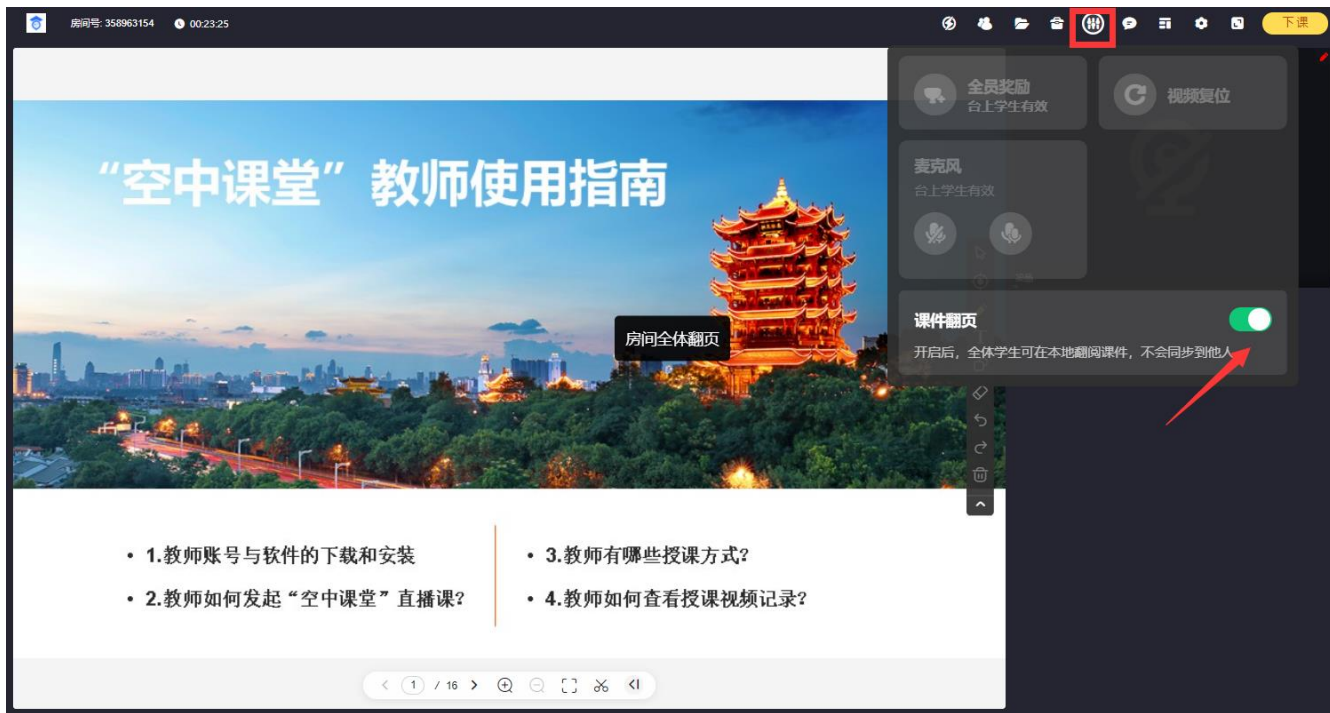 房间号: 358963154 00:23:25 下课
全员奖励
台上学生有效
视频复位
麦克风
台上学生有效
课件翻页
开启后，全体学生可在本地翻阅课件，不会同步到他人
“空中课堂”教师使用指南
房间全体翻页
• 1.教师账号与软件的下载和安装
• 2.教师如何发起“空中课堂”直播课?
• 3.教师有哪些授课方式?
• 4.教师如何查看授课视频记录?
1 / 16